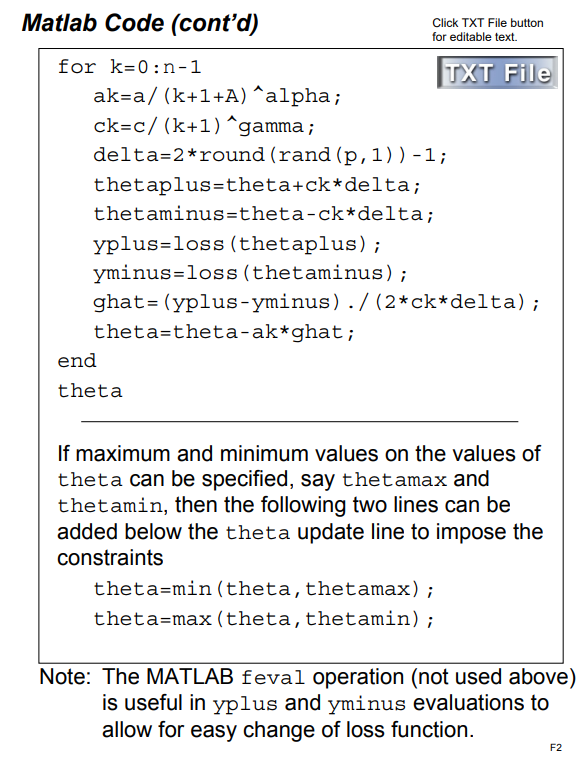 Matlab Code (cont’d)
Click TXT File button
for editable text.
TXT File
for k=0:n-1
ak=a/(k+1+A)^alpha;
ck=c/(k+1)^gamma;
delta=2*round(rand(p,1))-1;
thetaplus=theta+ck*delta;
thetaminus=theta-ck*delta;
yplus=loss(thetaplus);
yminus=loss(thetaminus);
ghat=(yplus-yminus)./(2*ck*delta);
theta=theta-ak*ghat;
end
theta
If maximum and minimum values on the values of
theta can be specified, say thetamax and
thetamin, then the following two lines can be
added below the theta update line to impose the
constraints
theta=min(theta,thetamax);
theta=max(theta,thetamin);
Note: The MATLAB feval operation (not used above)
is useful in yplus and yminus evaluations to
allow for easy change of loss function.
F2